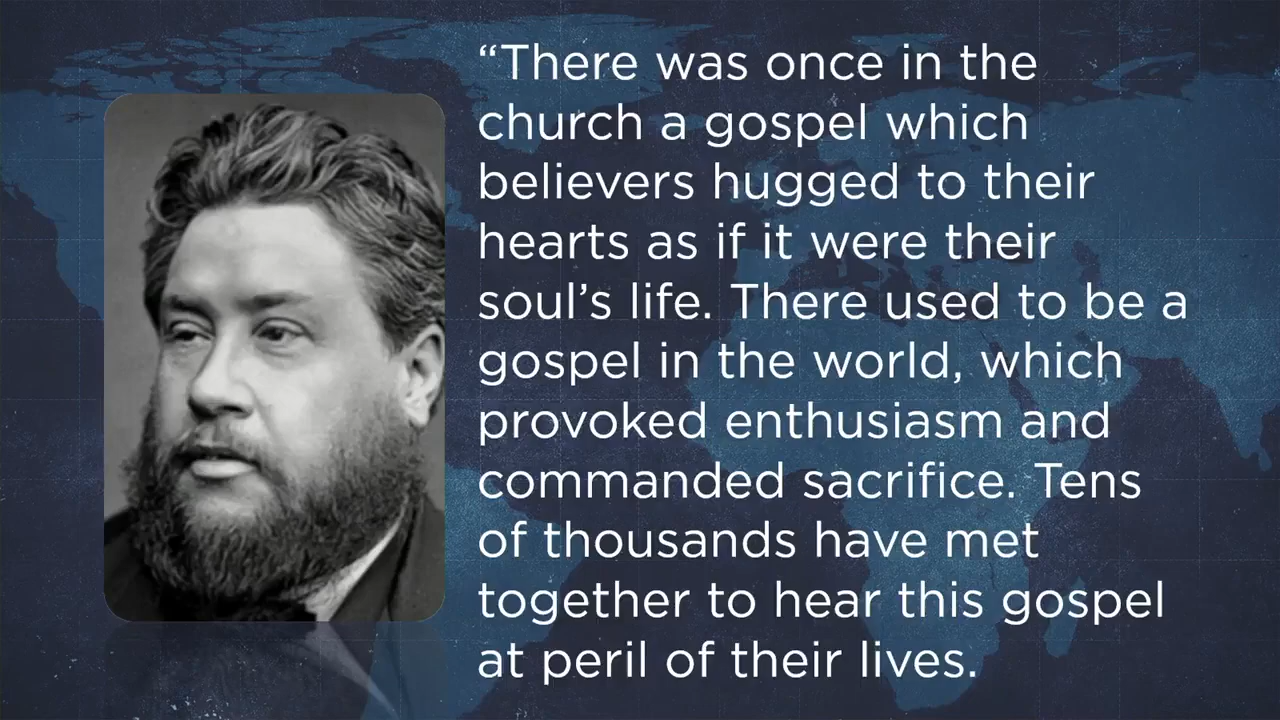 “There was once in the
church a gospel which
believers hugged to their
hearts as if it were their
soul’s life. There used to be a
gospel in the world, which
provoked enthusiasm and
commanded sacrifice. Tens
of thousands have met
together to hear this gospel
at peril of their lives.